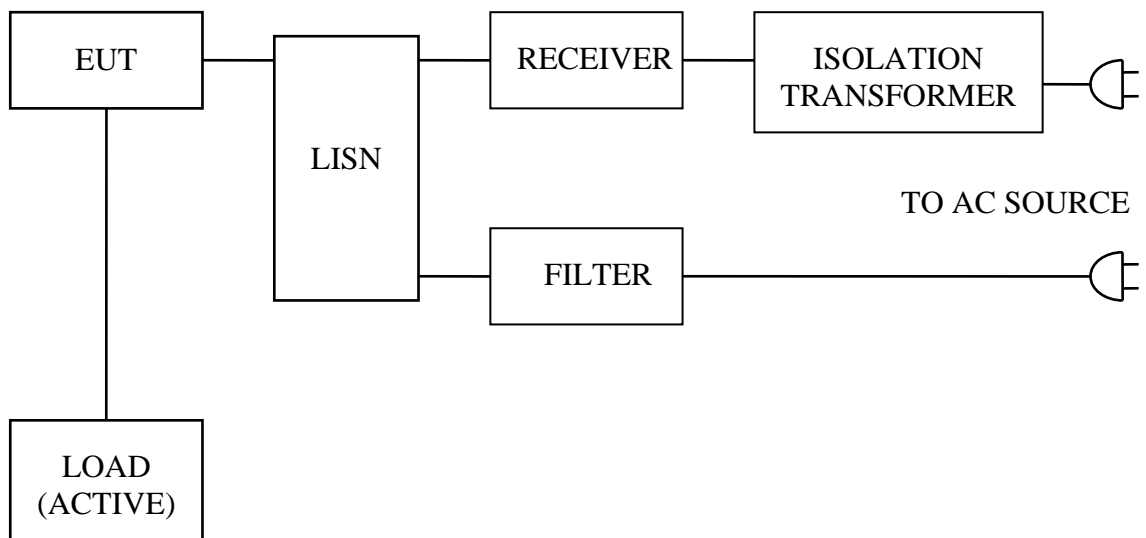 EUT
RECEIVER
ISOLATION
TRANSFORMER
LISN
TO AC SOURCE
FILTER
LOAD
(ACTIVE)